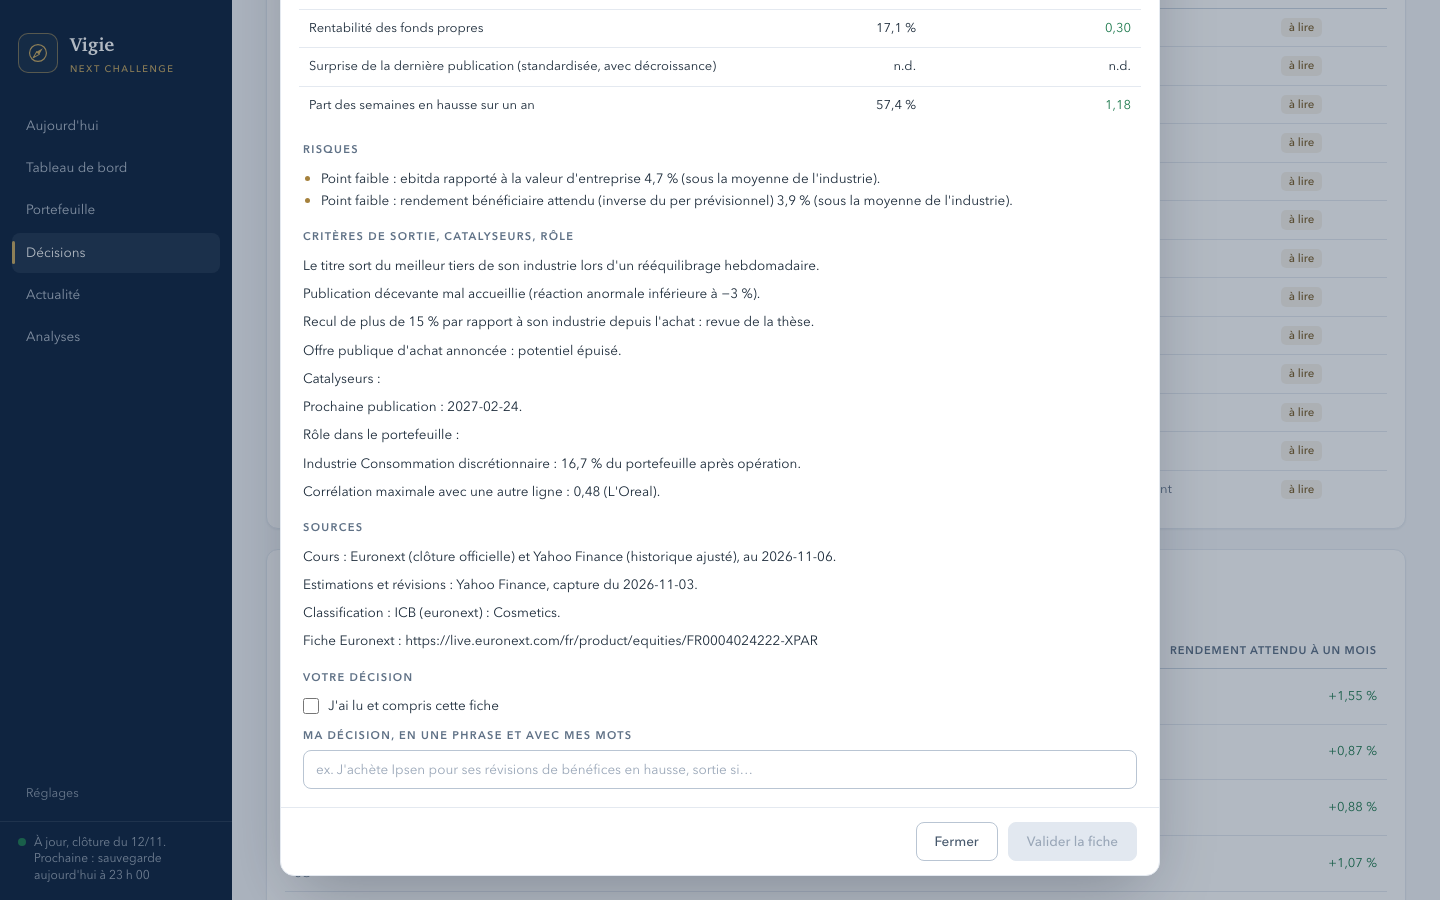 Vigie
NEXT CHALLENGE
Aujourd'hui
Tableau de bord
Portefeuille
Décisions
Actualité
Analyses
Réglages
À jour, clôture du 12/11.
Prochaine : sauvegarde
aujourd'hui à 23 h 00
Rentabilité des fonds propres 17,1 % 0,30
Surprise de la dernière publication (standardisée, avec décroissance) n.d. n.d.
Part des semaines en hausse sur un an 57,4 % 1,18
RISQUES
Point faible : ebitda rapporté à la valeur d'entreprise 4,7 % (sous la moyenne de l'industrie).
Point faible : rendement bénéficiaire attendu (inverse du per prévisionnel) 3,9 % (sous la moyenne de l'industrie).
CRITÈRES DE SORTIE, CATALYSEURS, RÔLE
Le titre sort du meilleur tiers de son industrie lors d'un rééquilibrage hebdomadaire.
Publication décevante mal accueillie (réaction anormale inférieure à −3 %).
Recul de plus de 15 % par rapport à son industrie depuis l'achat : revue de la thèse.
Offre publique d'achat annoncée : potentiel épuisé.
Catalyseurs :
Prochaine publication : 2027-02-24.
Rôle dans le portefeuille :
Industrie Consommation discrétionnaire : 16,7 % du portefeuille après opération.
Corrélation maximale avec une autre ligne : 0,48 (L'Oreal).
SOURCES
Cours : Euronext (clôture officielle) et Yahoo Finance (historique ajusté), au 2026-11-06.
Estimations et révisions : Yahoo Finance, capture du 2026-11-03.
Classification : ICB (euronext) : Cosmetics.
Fiche Euronext : https://live.euronext.com/fr/product/equities/FR0004024222-XPAR
VOTRE DÉCISION
J'ai lu et compris cette fiche
MA DÉCISION, EN UNE PHRASE ET AVEC MES MOTS
ex. J'achète Ipsen pour ses révisions de bénéfices en hausse, sortie si…
Fermer
Valider la fiche
à lire
à lire
à lire
à lire
à lire
à lire
à lire
à lire
à lire
à lire
à lire
à lire
nt à lire
RENDEMENT ATTENDU À UN MOIS
+1,55 %
+0,87 %
+0,88 %
+1,07 %